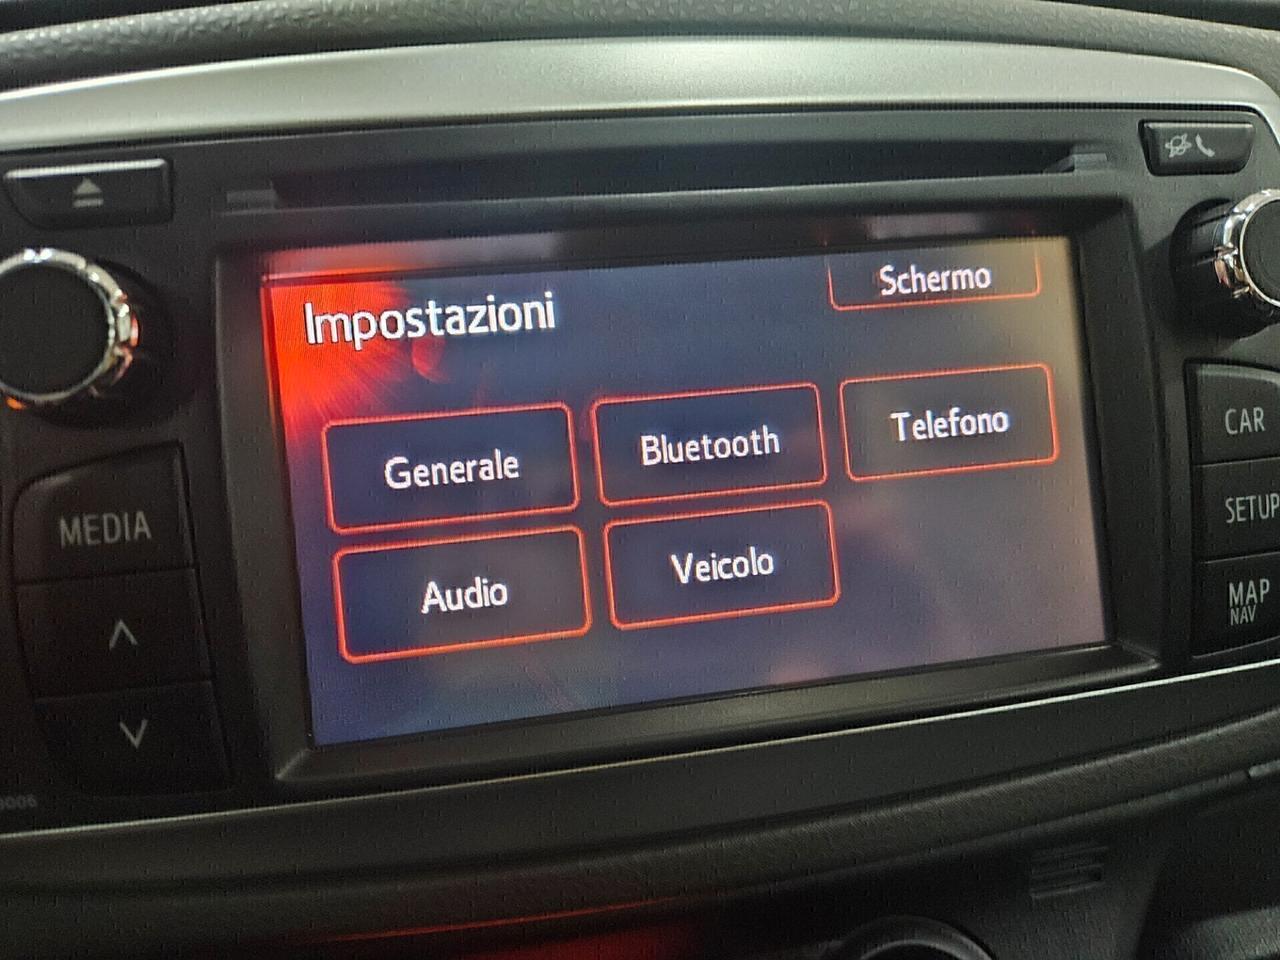 Impostazioni
Schermo
Generale
Bluetooth
Telefono
Audio
Veicolo
MEDIA
CAR
SETUP
MAP
NAV